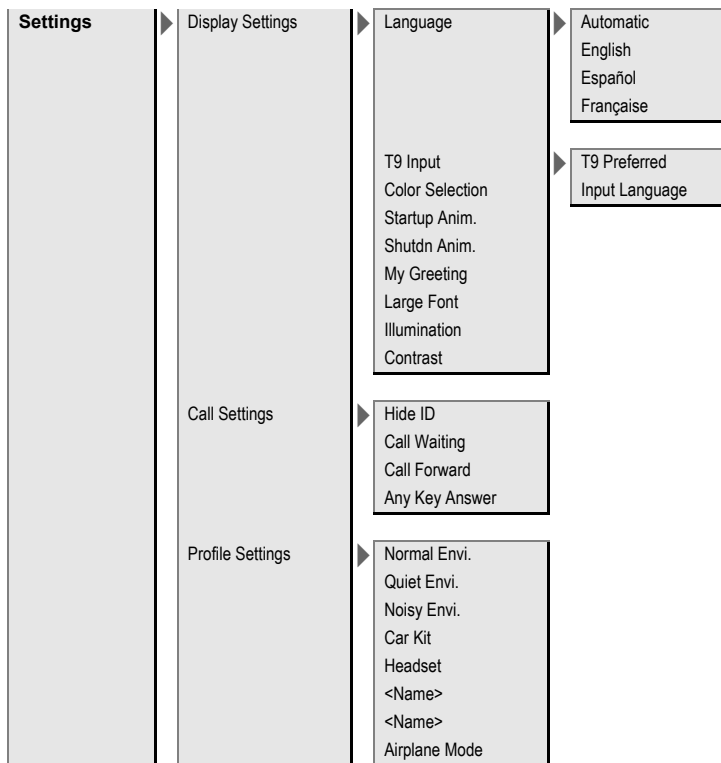 Settings
Display Settings
Language
Automatic
English
Español
Française
T9 Input
T9 Preferred
Input Language
Color Selection
Startup Anim.
Shutdn Anim.
My Greeting
Large Font
Illumination
Contrast
Call Settings
Hide ID
Call Waiting
Call Forward
Any Key Answer
Profile Settings
Normal Envi.
Quiet Envi.
Noisy Envi.
Car Kit
Headset
<Name>
<Name>
Airplane Mode